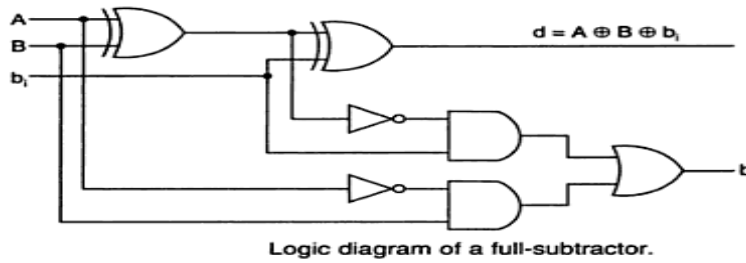 A
d = A ⊕ B ⊕ bᵢ
B
bᵢ
b
Logic diagram of a full-subtractor.